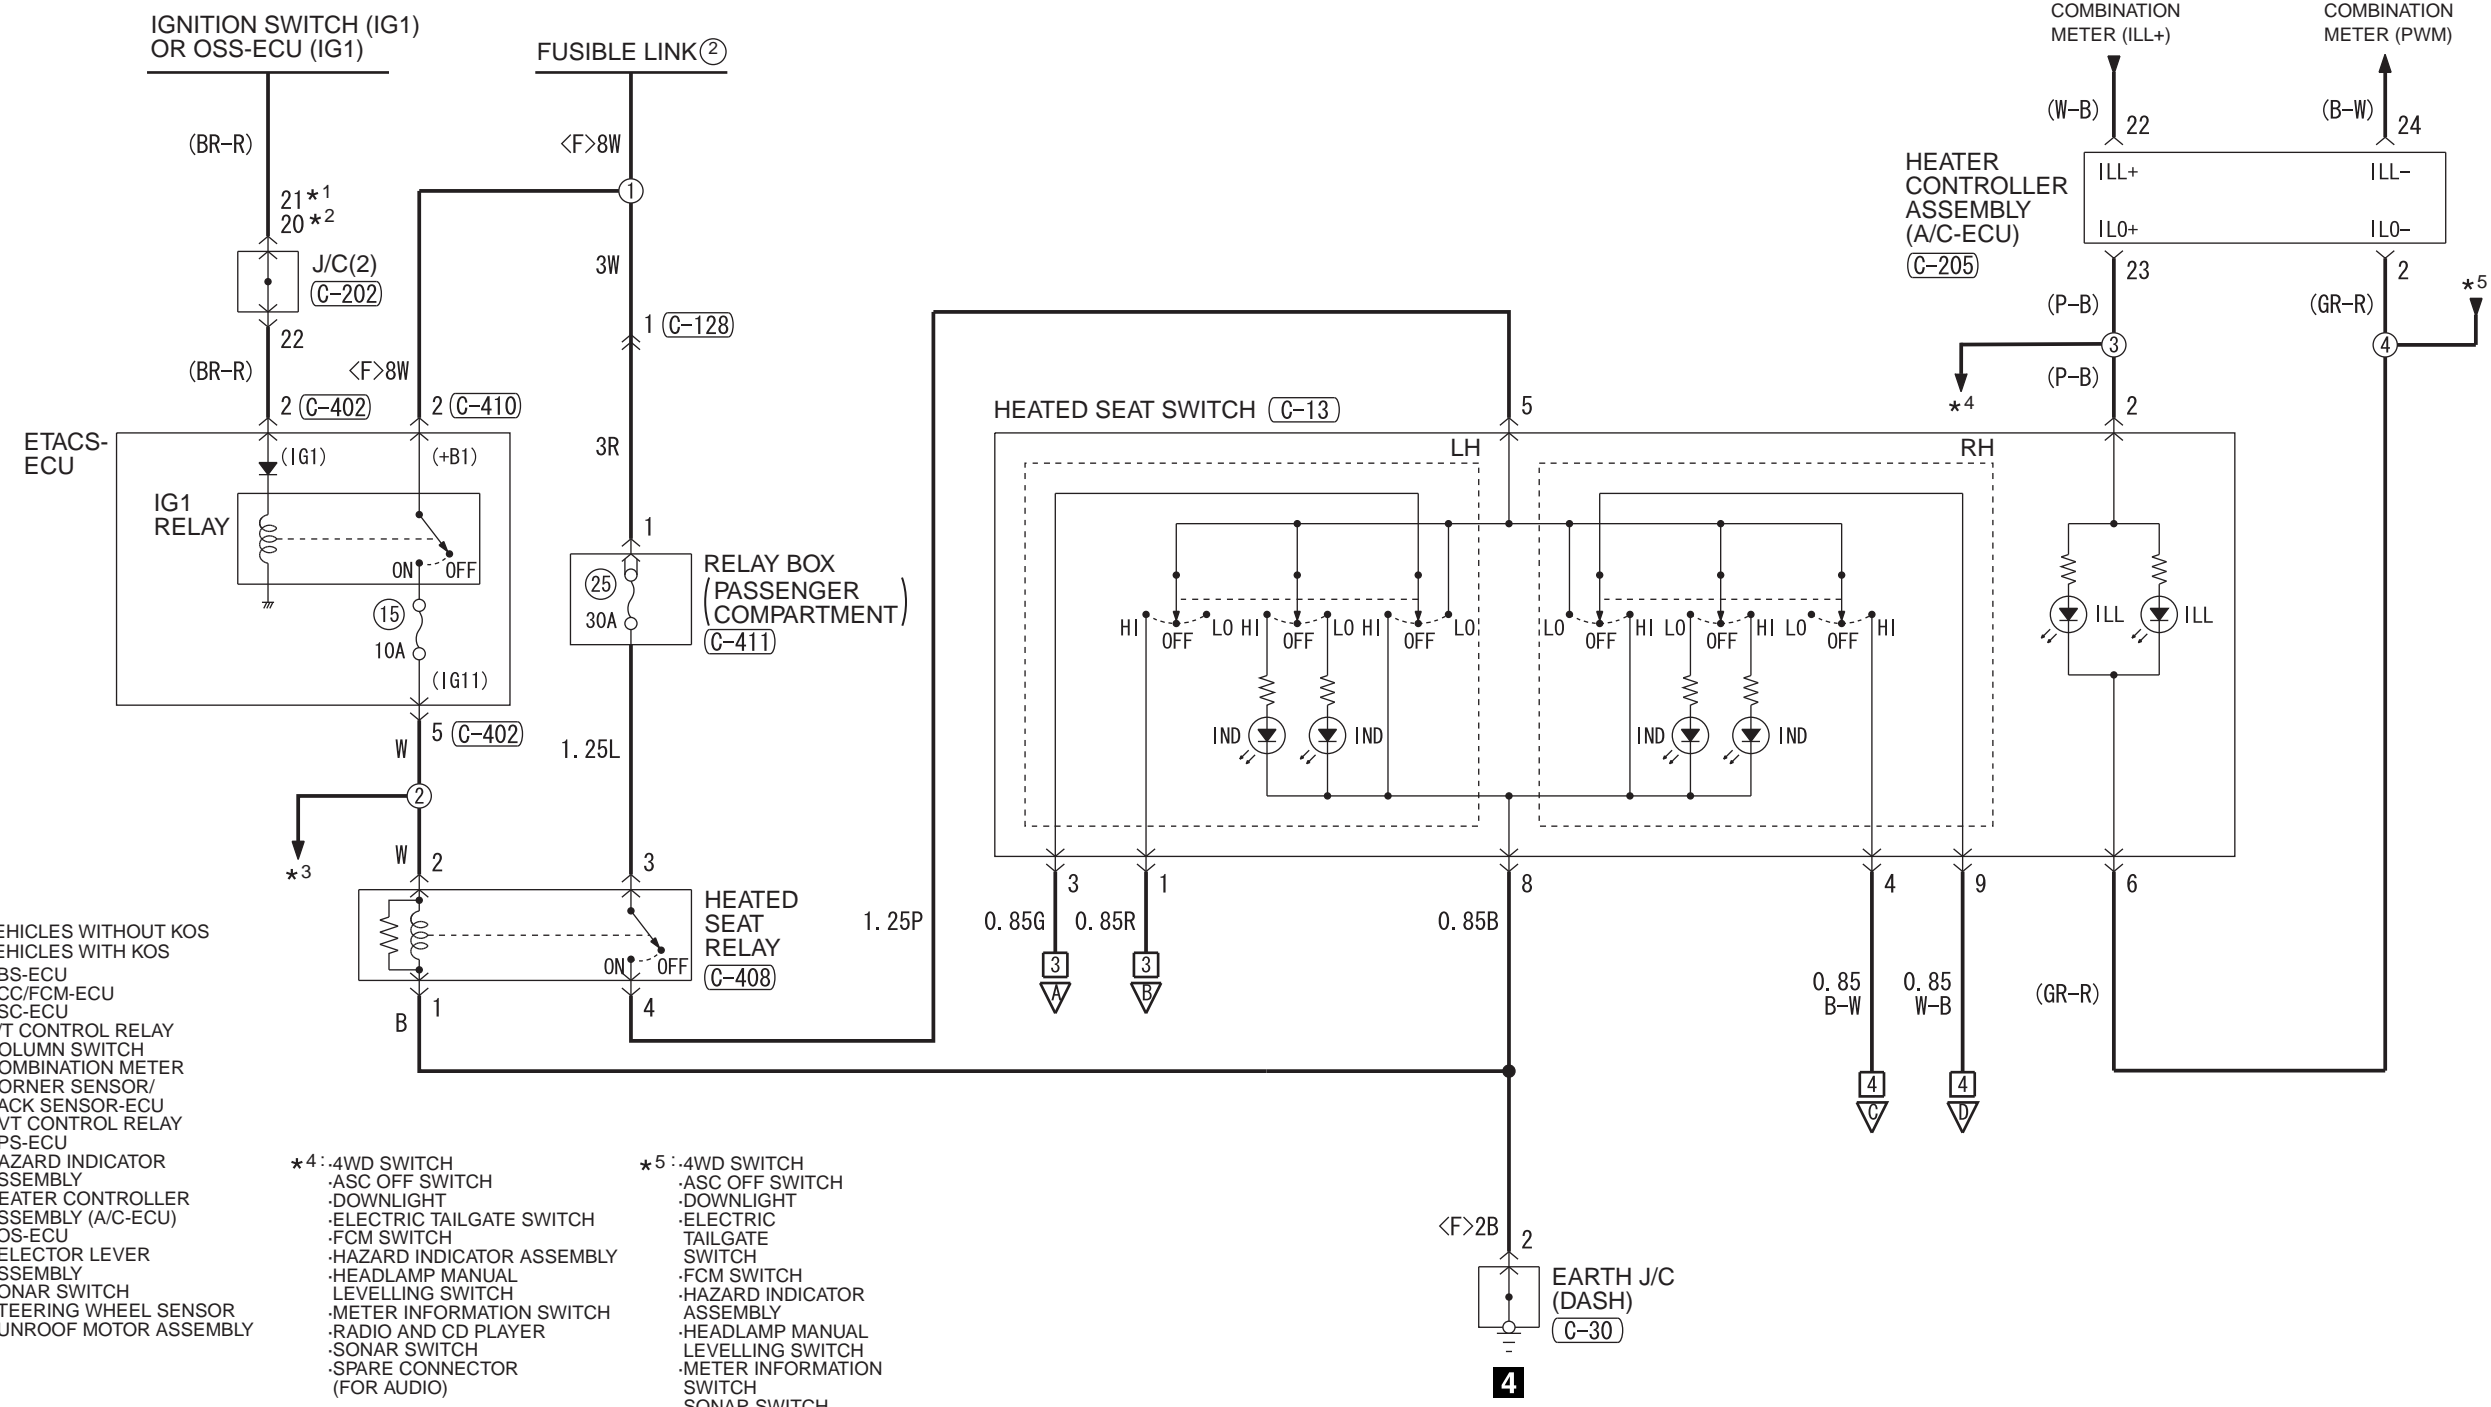 IGNITION SWITCH (IG1)
OR OSS-ECU (IG1)
FUSIBLE LINK②
COMBINATION
METER (ILL+)
COMBINATION
METER (PWM)
(BR-R)
<F>8W
(W-B)
22
(B-W)
24
1
21*1
20*2
J/C(2)
C-202
22
(BR-R)
<F>8W
2 C-402
2 C-410
3W
1 C-128
3R
1
HEATER
CONTROLLER
ASSEMBLY
(A/C-ECU)
C-205
ILL+
ILL-
ILO+
ILO-
23
2
(P-B)
(GR-R)
*5
3
4
(P-B)
*4
2
ETACS-
ECU
(IG1)
(+B1)
IG1
RELAY
ON
OFF
15
10A
(IG11)
5 C-402
W
2
*3
W
2
25
30A
RELAY BOX
(PASSENGER
COMPARTMENT)
C-411
1.25L
3
HEATED
SEAT
RELAY
C-408
ON
OFF
1
B
4
1.25P
HEATED SEAT SWITCH C-13
5
LH
RH
HI
OFF
LO
HI
OFF
LO
HI
OFF
LO
LO
OFF
HI
LO
OFF
HI
LO
OFF
HI
ILL
ILL
IND
IND
IND
IND
3
1
8
4
9
6
0.85G
0.85R
0.85B
0.85
B-W
0.85
W-B
(GR-R)
3
A
3
B
4
C
4
D
<F>2B
2
EARTH J/C
(DASH)
C-30
4
EHICLES WITHOUT KOS
EHICLES WITH KOS
BS-ECU
CC/FCM-ECU
SC-ECU
/T CONTROL RELAY
OLUMN SWITCH
OMBINATION METER
ORNER SENSOR/
ACK SENSOR-ECU
VT CONTROL RELAY
PS-ECU
AZARD INDICATOR
SSEMBLY
EATER CONTROLLER
SSEMBLY (A/C-ECU)
OS-ECU
ELECTOR LEVER
SSEMBLY
ONAR SWITCH
TEERING WHEEL SENSOR
UNROOF MOTOR ASSEMBLY
*4:·4WD SWITCH
·ASC OFF SWITCH
·DOWNLIGHT
·ELECTRIC TAILGATE SWITCH
·FCM SWITCH
·HAZARD INDICATOR ASSEMBLY
·HEADLAMP MANUAL
LEVELLING SWITCH
·METER INFORMATION SWITCH
·RADIO AND CD PLAYER
·SONAR SWITCH
·SPARE CONNECTOR
(FOR AUDIO)
*5:·4WD SWITCH
·ASC OFF SWITCH
·DOWNLIGHT
·ELECTRIC
TAILGATE
SWITCH
·FCM SWITCH
·HAZARD INDICATOR
ASSEMBLY
·HEADLAMP MANUAL
LEVELLING SWITCH
·METER INFORMATION
SWITCH
SONAR SWITCH